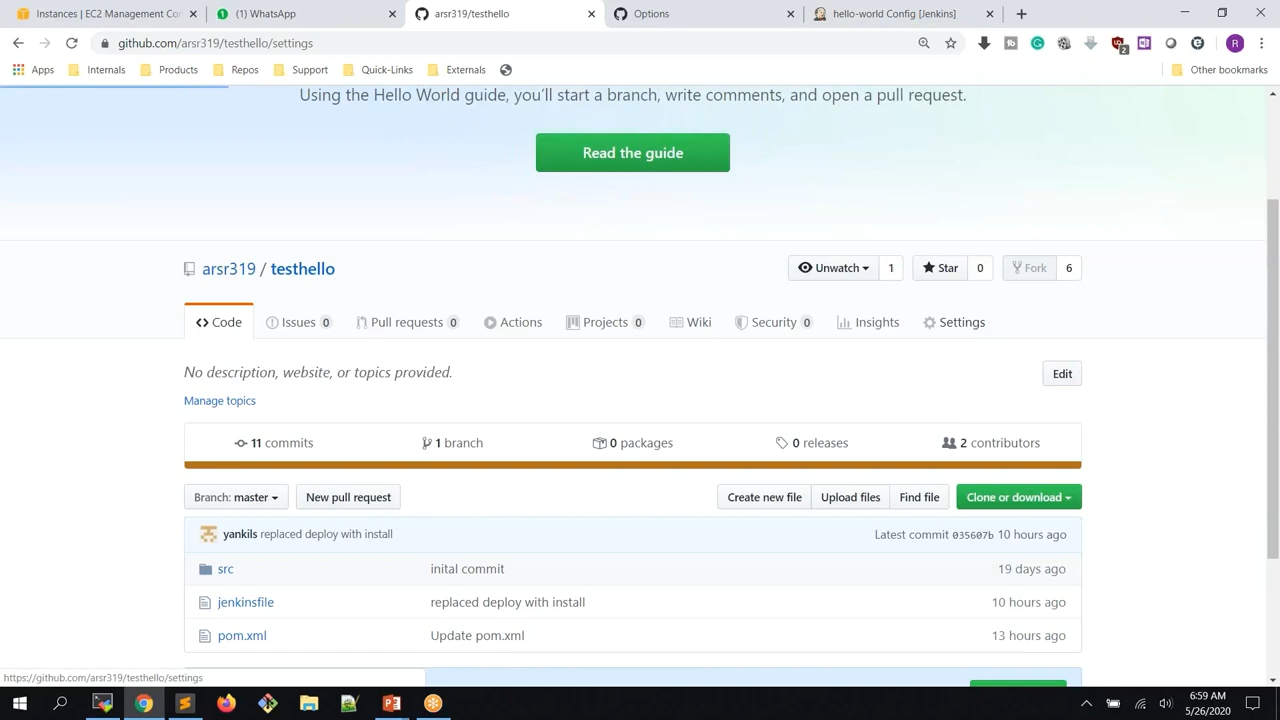 Instances | EC2 Management Co
(1) WhatsApp
arsr319/testhello
Options
hello-world Config [Jenkins]
github.com/arsr319/testhello/settings
2
R
Apps
Internals
Products
Repos
Support
Quick-Links
Externals
Other bookmarks
Using the Hello World guide, you’ll start a branch, write comments, and open a pull request.
Read the guide
arsr319 / testhello
Unwatch 1
Star 0
Fork 6
Code
Issues 0
Pull requests 0
Actions
Projects 0
Wiki
Security 0
Insights
Settings
No description, website, or topics provided.
Edit
Manage topics
11 commits
1 branch
0 packages
0 releases
2 contributors
Branch: master
New pull request
Create new file
Upload files
Find file
Clone or download
yankils replaced deploy with install
Latest commit 035607b 10 hours ago
src
inital commit
19 days ago
jenkinsfile
replaced deploy with install
10 hours ago
pom.xml
Update pom.xml
13 hours ago
https://github.com/arsr319/testhello/settings
6:59 AM
5/26/2020